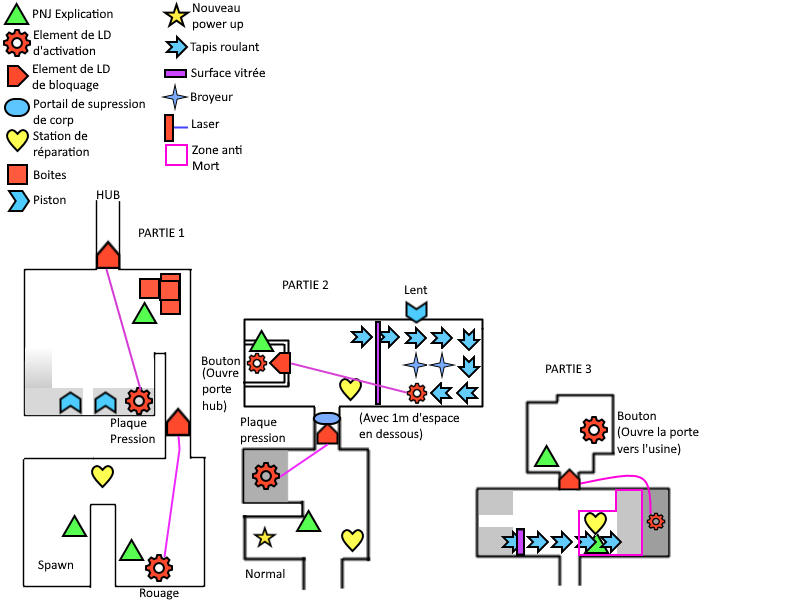 PNJ Explication
Element de LD
d'activation
Element de LD
de bloquage
Portail de supression
de corp
Station de
réparation
Boites
Piston
Nouveau
power up
Tapis roulant
Surface vitrée
Broyeur
Laser
Zone anti
Mort
HUB
PARTIE 1
Plaque
Pression
Spawn
Rouage
PARTIE 2
Lent
Bouton
(Ouvre
porte
hub)
(Avec 1m d'espace
en dessous)
Plaque
pression
Normal
PARTIE 3
Bouton
(Ouvre la porte
vers l'usine)